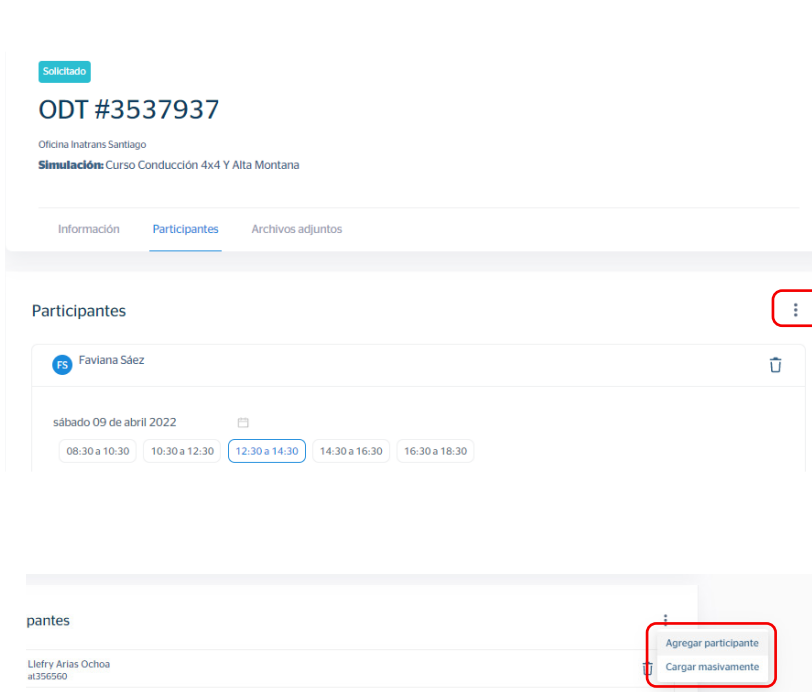 Solicitado
ODT #3537937
Oficina Inatrans Santiago
Simulación: Curso Conducción 4x4 Y Alta Montana
Información Participantes Archivos adjuntos
Participantes
FS Faviana Sáez
sábado 09 de abril 2022
08:30 a 10:30 10:30 a 12:30 12:30 a 14:30 14:30 a 16:30 16:30 a 18:30
pantes
Agregar participante
Llefry Arias Ochoa
Cargar masivamente
at356560